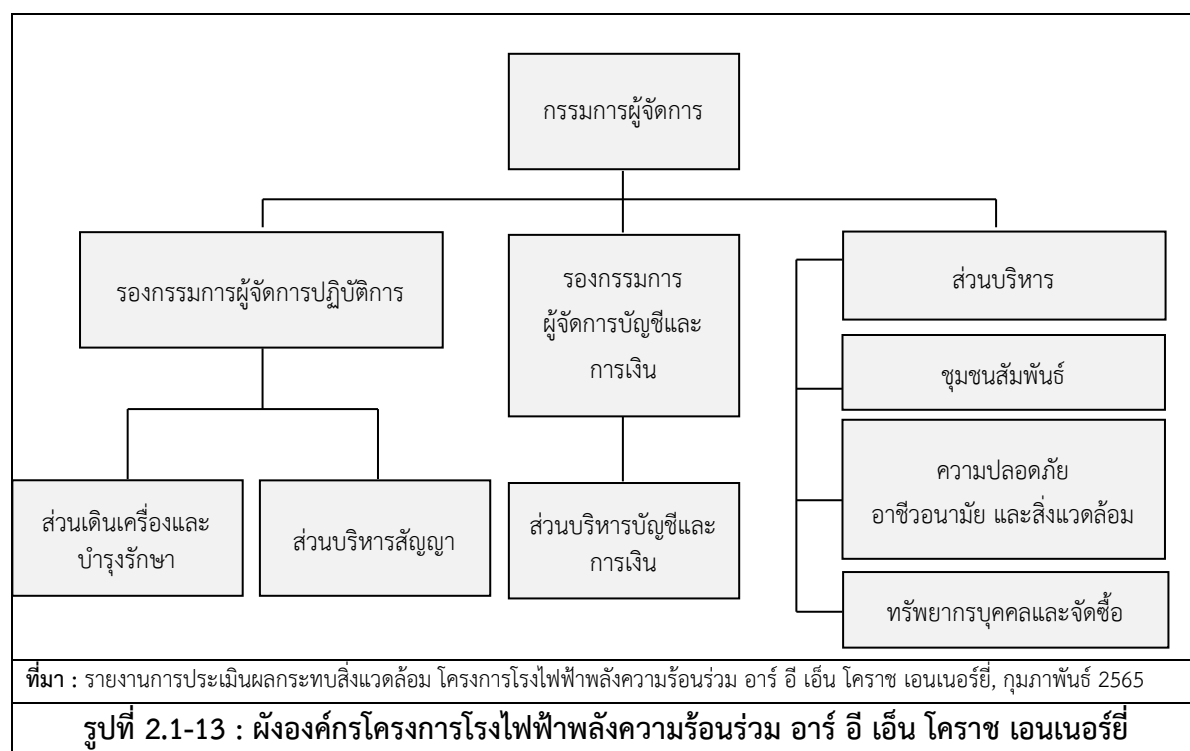 กรรมการผู้จัดการ
รองกรรมการผู้จัดการปฏิบัติการ
รองกรรมการ
ผู้จัดการบัญชีและ
การเงิน
ส่วนบริหาร
ชุมชนสัมพันธ์
ความปลอดภัย
อาชีวอนามัย และสิ่งแวดล้อม
ทรัพยากรบุคคลและจัดซื้อ
ส่วนเดินเครื่องและ
บำรุงรักษา
ส่วนบริหารสัญญา
ส่วนบริหารบัญชีและ
การเงิน
ที่มา : รายงานการประเมินผลกระทบสิ่งแวดล้อม โครงการโรงไฟฟ้าพลังความร้อนร่วม อาร์ อี เอ็น โคราช เอนเนอร์ยี่, กุมภาพันธ์ 2565
รูปที่ 2.1-13 : ผังองค์กรโครงการโรงไฟฟ้าพลังความร้อนร่วม อาร์ อี เอ็น โคราช เอนเนอร์ยี่